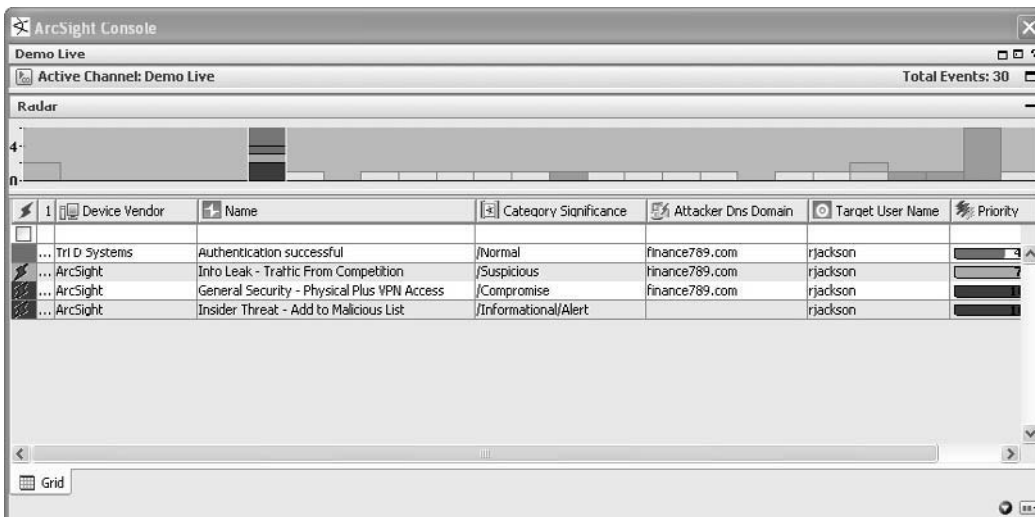 ArcSight Console
Demo Live
Active Channel: Demo Live Total Events: 30
Radar
4
0
1 Device Vendor Name Category Significance Attacker Dns Domain Target User Name Priority
... Tri D Systems Authentication successful /Normal finance789.com rjackson 4
... ArcSight Info Leak - Traffic From Competition /Suspicious finance789.com rjackson 7
... ArcSight General Security - Physical Plus VPN Access /Compromise finance789.com rjackson
... ArcSight Insider Threat - Add to Malicious List /Informational/Alert rjackson
Grid